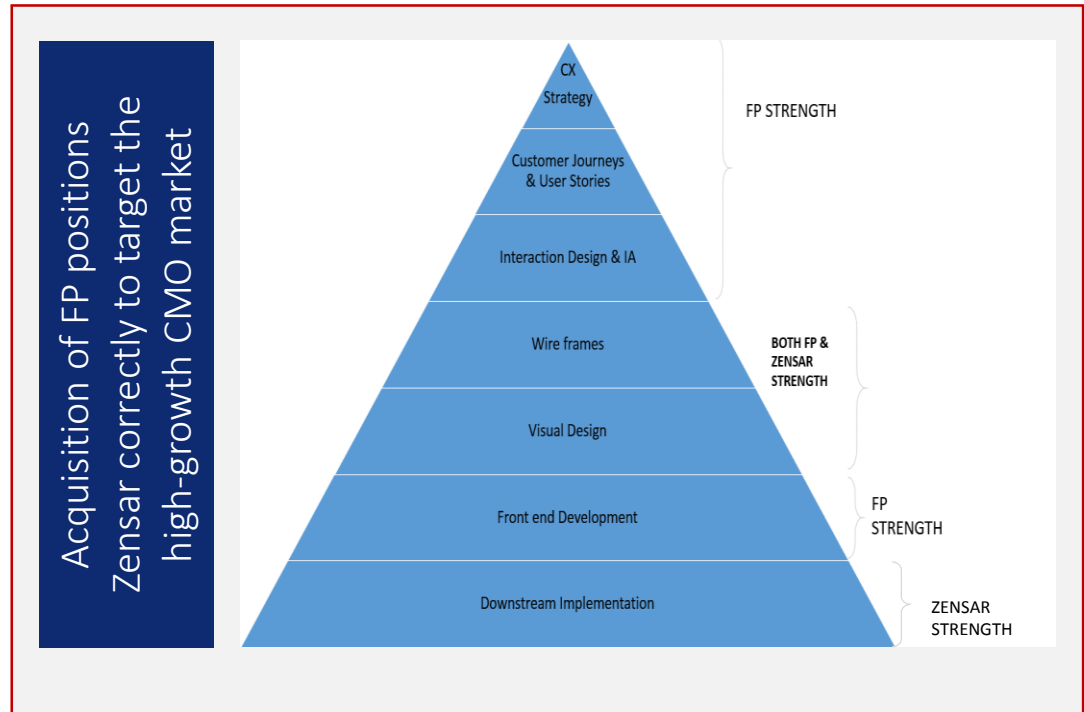 Acquisition of FP positions
Zensar correctly to target the
high-growth CMO market
CX
Strategy
FP STRENGTH
Customer Journeys
& User Stories
Interaction Design & IA
Wire frames
BOTH FP &
ZENSAR
STRENGTH
Visual Design
Front end Development
FP
STRENGTH
Downstream Implementation
ZENSAR
STRENGTH